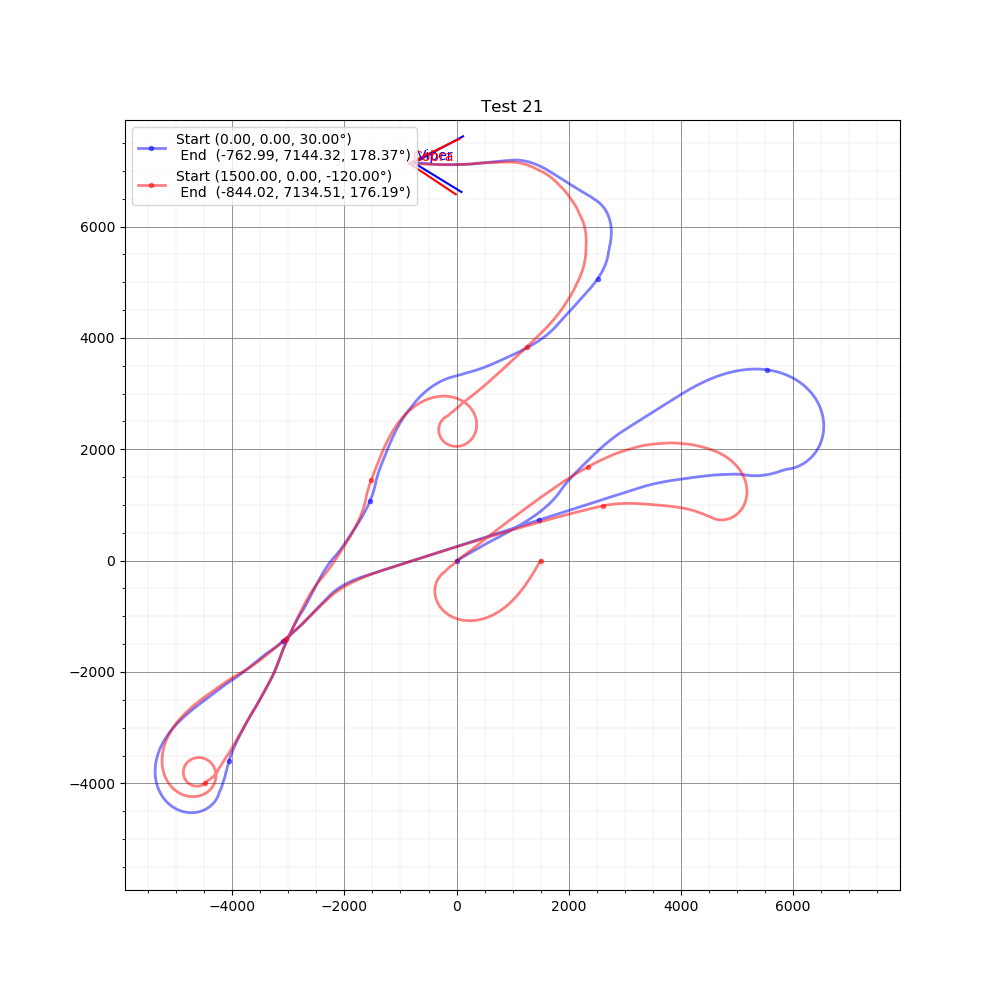 Test 21
Start (0.00, 0.00, 30.00°)
End (-762.99, 7144.32, 178.37°)
Start (1500.00, 0.00, -120.00°)
End (-844.02, 7134.51, 176.19°)
6000
4000
2000
0
−2000
−4000
−4000 −2000 0 2000 4000 6000